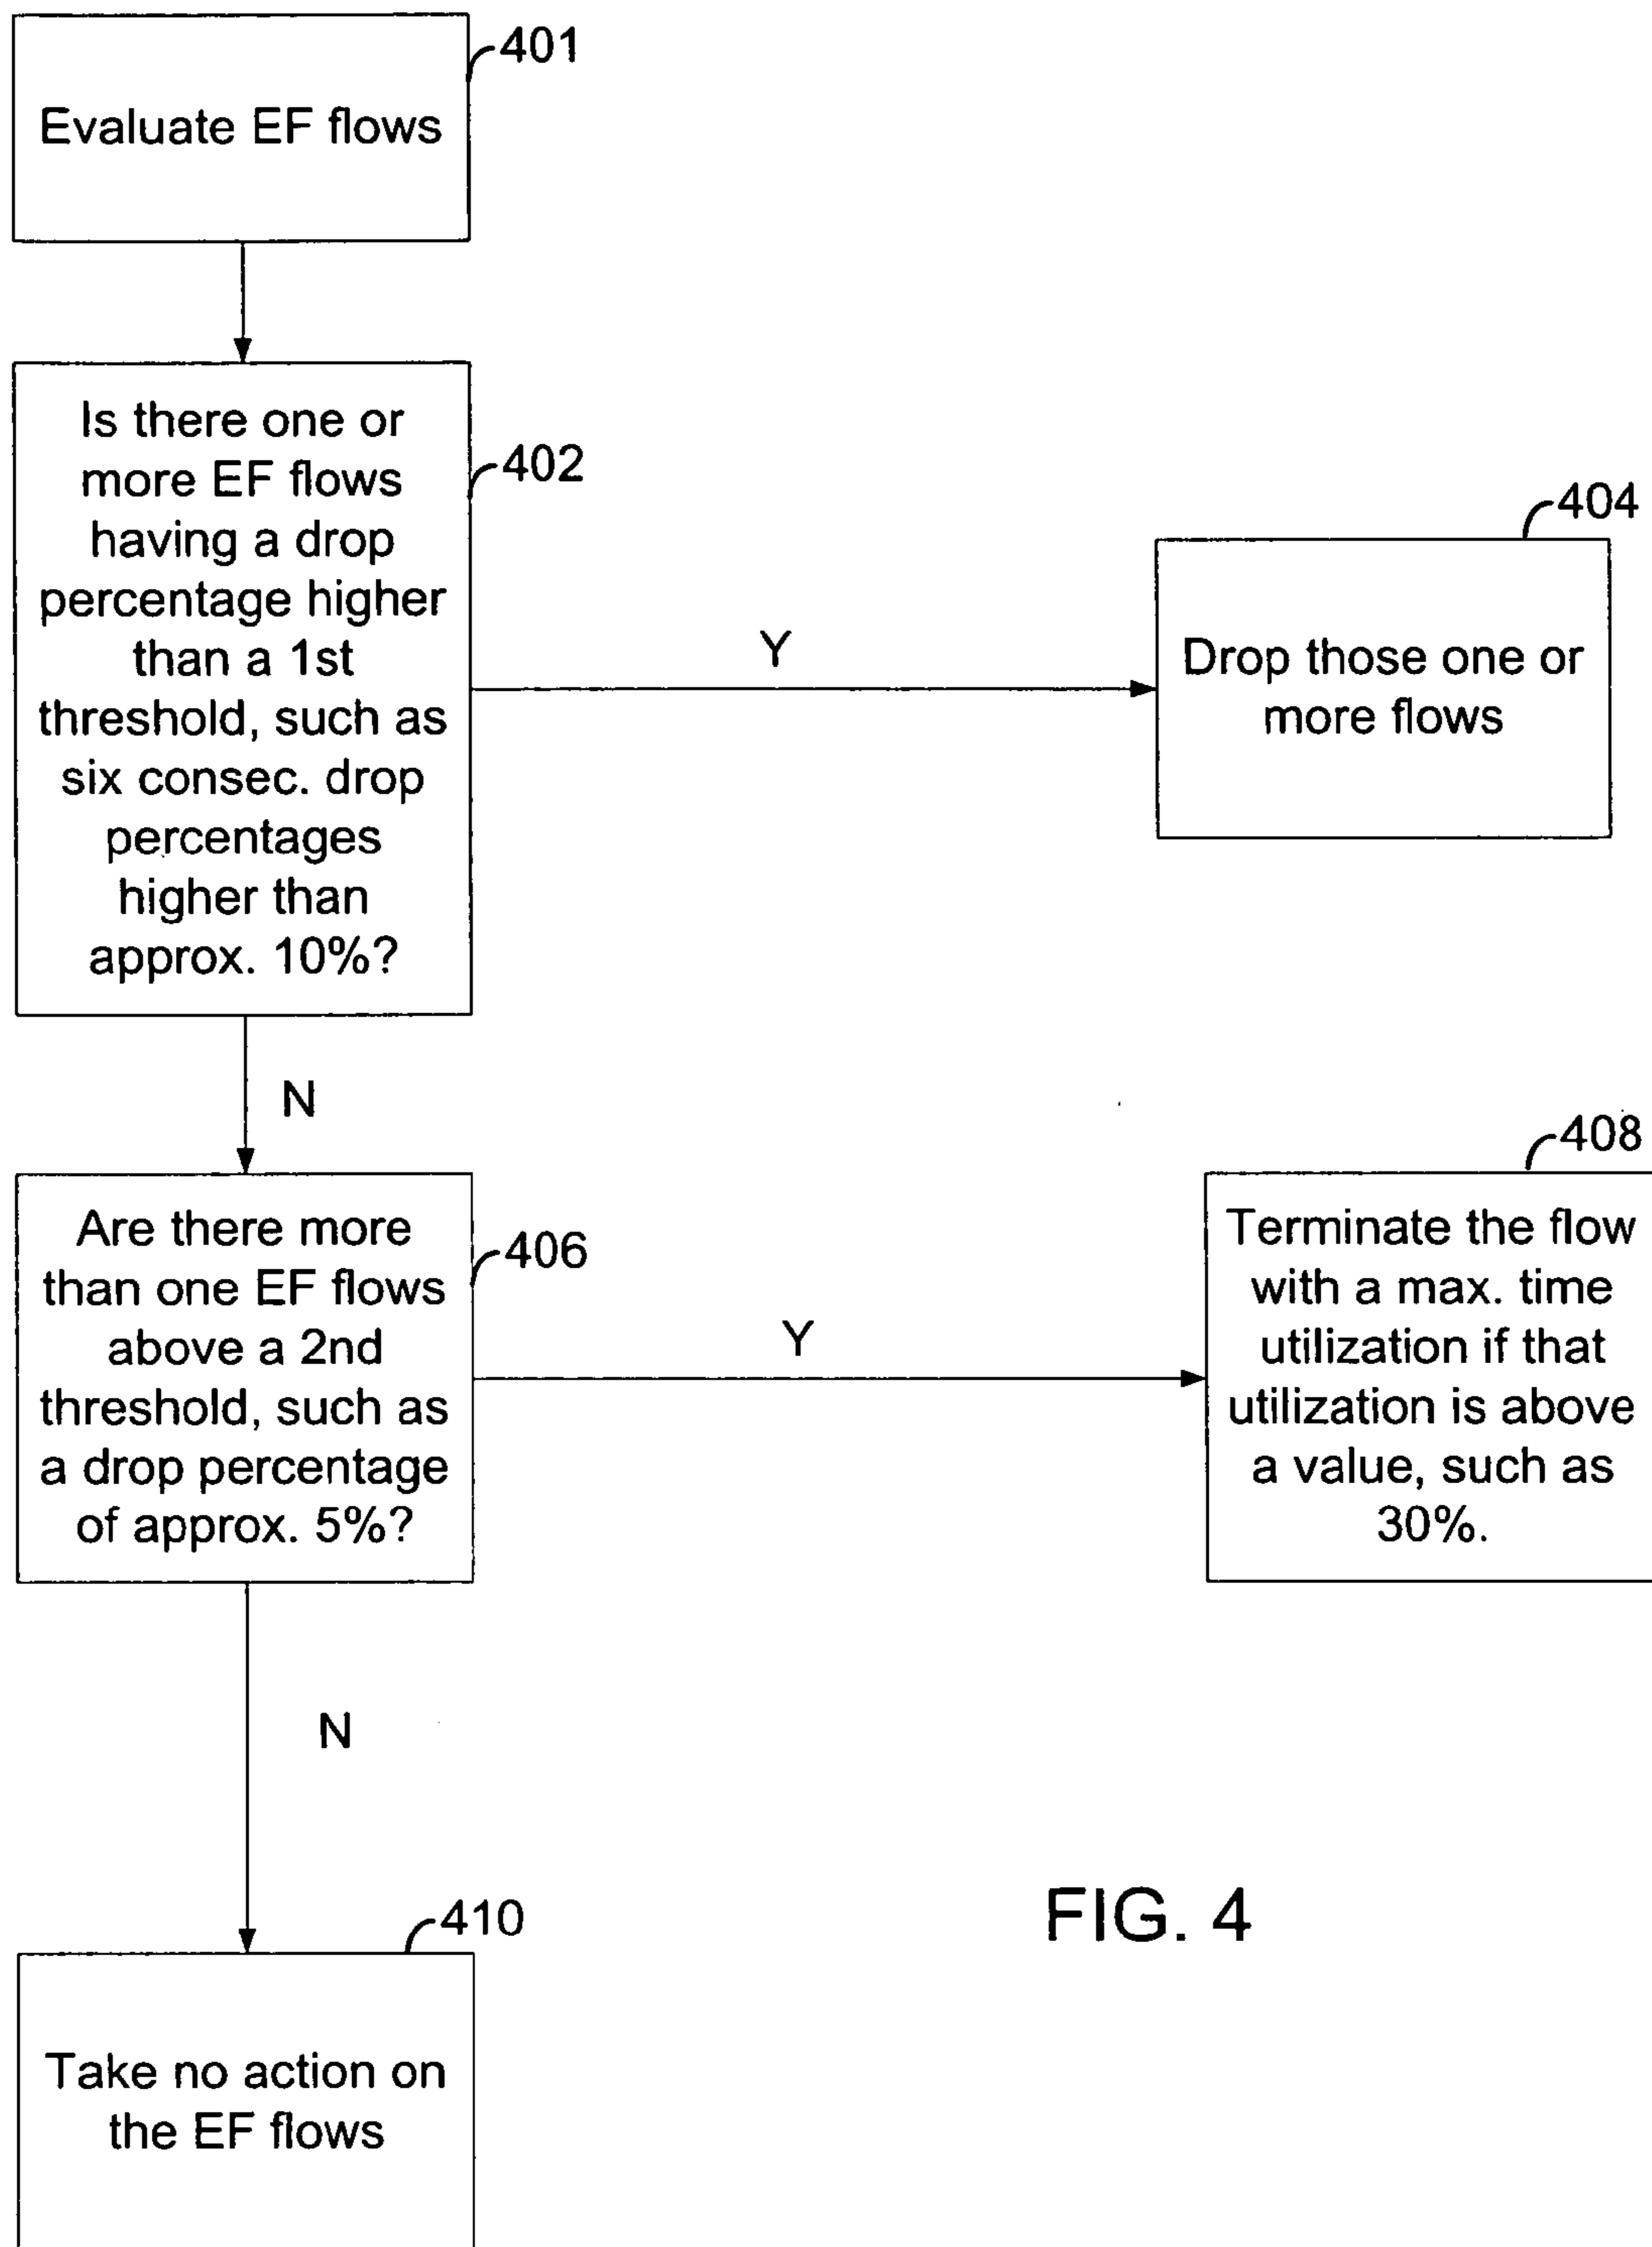 401
Evaluate EF flows
Is there one or
more EF flows
having a drop
percentage higher
than a 1st
threshold, such as
six consec. drop
percentages
higher than
approx. 10%?
402
Y
404
Drop those one or
more flows
N
Are there more
than one EF flows
above a 2nd
threshold, such as
a drop percentage
of approx. 5%?
406
Y
408
Terminate the flow
with a max. time
utilization if that
utilization is above
a value, such as
30%.
N
410
Take no action on
the EF flows
FIG. 4